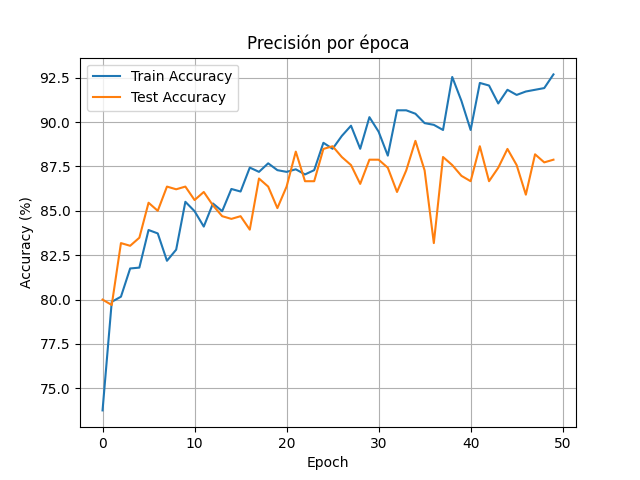 Precisión por época
Train Accuracy
Test Accuracy
92.5
90.0
87.5
85.0
82.5
80.0
77.5
75.0
Accuracy (%)
0
10
20
30
40
50
Epoch